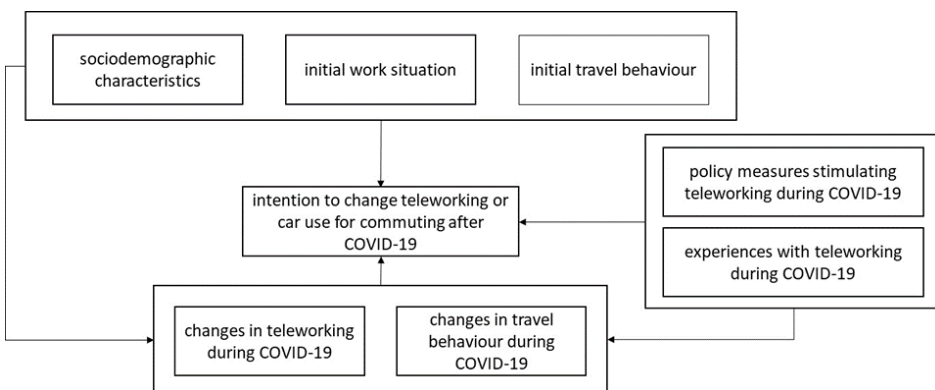 sociodemographic
characteristics
initial work situation
initial travel behaviour
policy measures stimulating
teleworking during COVID-19
intention to change teleworking or
car use for commuting after
COVID-19
experiences with teleworking
during COVID-19
changes in teleworking
during COVID-19
changes in travel
behaviour during
COVID-19